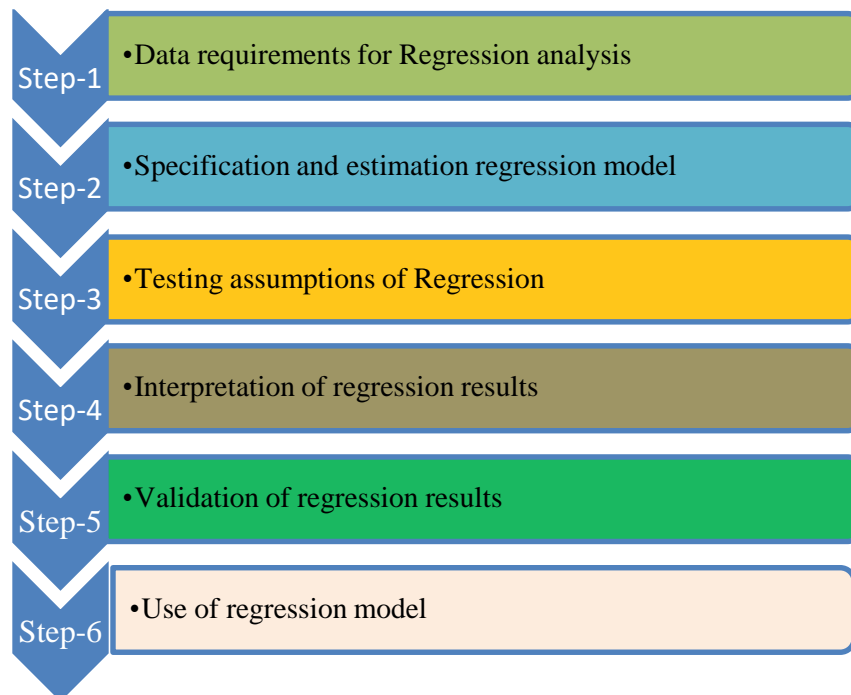 Step-1
•Data requirements for Regression analysis
Step-2
•Specification and estimation regression model
Step-3
•Testing assumptions of Regression
Step-4
•Interpretation of regression results
Step-5
•Validation of regression results
Step-6
•Use of regression model